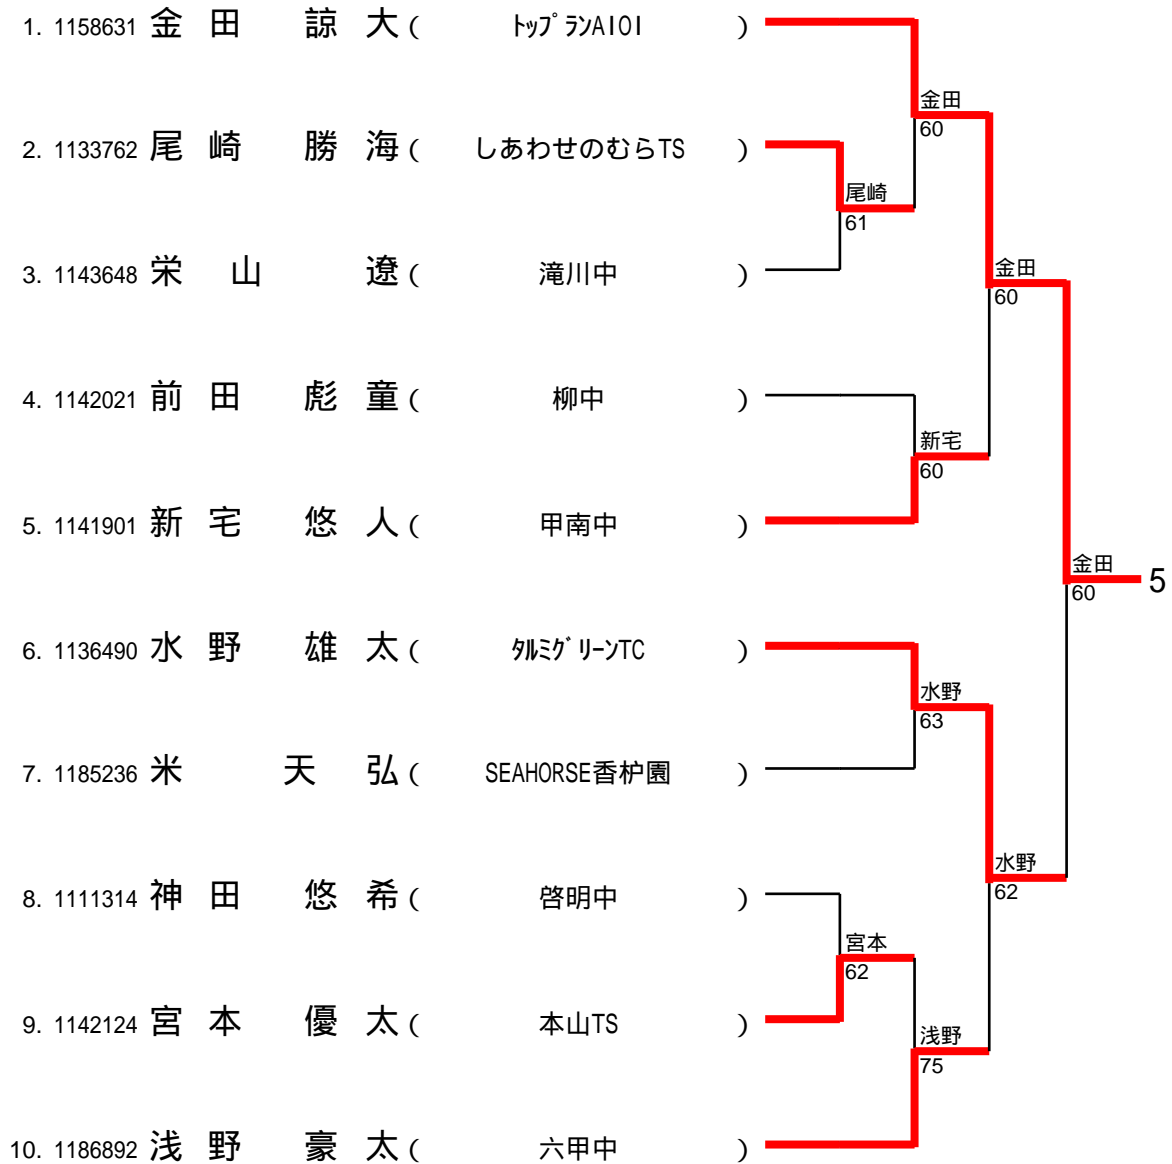 1. 1158631 金田 諒大 ( トップランAIOI )
金田
60
2. 1133762 尾崎 勝海 ( しあわせのむらTS )
尾崎
61
3. 1143648 栄山 遼 ( 滝川中 )
金田
60
4. 1142021 前田 彪童 ( 柳中 )
新宅
60
5. 1141901 新宅 悠人 ( 甲南中 )
金田
60
5
6. 1136490 水野 雄太 ( タルミグリーンTC )
水野
63
7. 1185236 米 天弘 ( SEAHORSE香枦園 )
水野
62
8. 1111314 神田 悠希 ( 啓明中 )
宮本
62
9. 1142124 宮本 優太 ( 本山TS )
浅野
75
10. 1186892 浅野 豪太 ( 六甲中 )